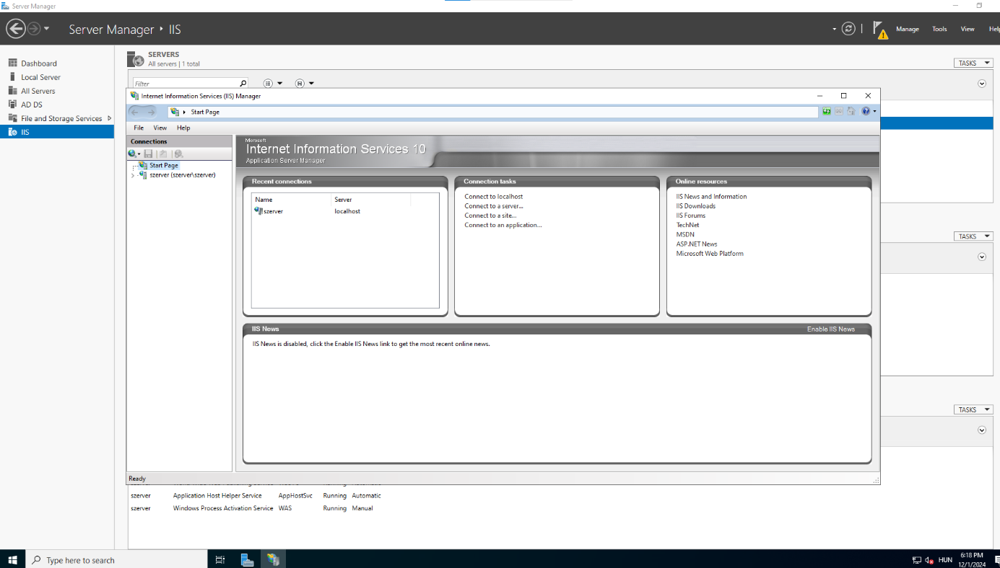 Server Manager
Server Manager ‣ IIS
Manage Tools View Help
Dashboard
Local Server
All Servers
AD DS
File and Storage Services
IIS
SERVERS
All servers | 1 total
TASKS
Filter
Internet Information Services (IIS) Manager
Start Page
File View Help
Connections
Start Page
szerver (szerver\szerver)
Microsoft
Internet Information Services 10
Application Server Manager
Recent connections
Name Server
szerver localhost
Connection tasks
Connect to localhost
Connect to a server...
Connect to a site...
Connect to an application...
Online resources
IIS News and Information
IIS Downloads
IIS Forums
TechNet
MSDN
ASP.NET News
Microsoft Web Platform
TASKS
IIS News Enable IIS News
IIS News is disabled, click the Enable IIS News link to get the most recent online news.
TASKS
Ready
szerver Application Host Helper Service AppHostSvc Running Automatic
szerver Windows Process Activation Service WAS Running Manual
Type here to search
HUN
6:18 PM
12/1/2024